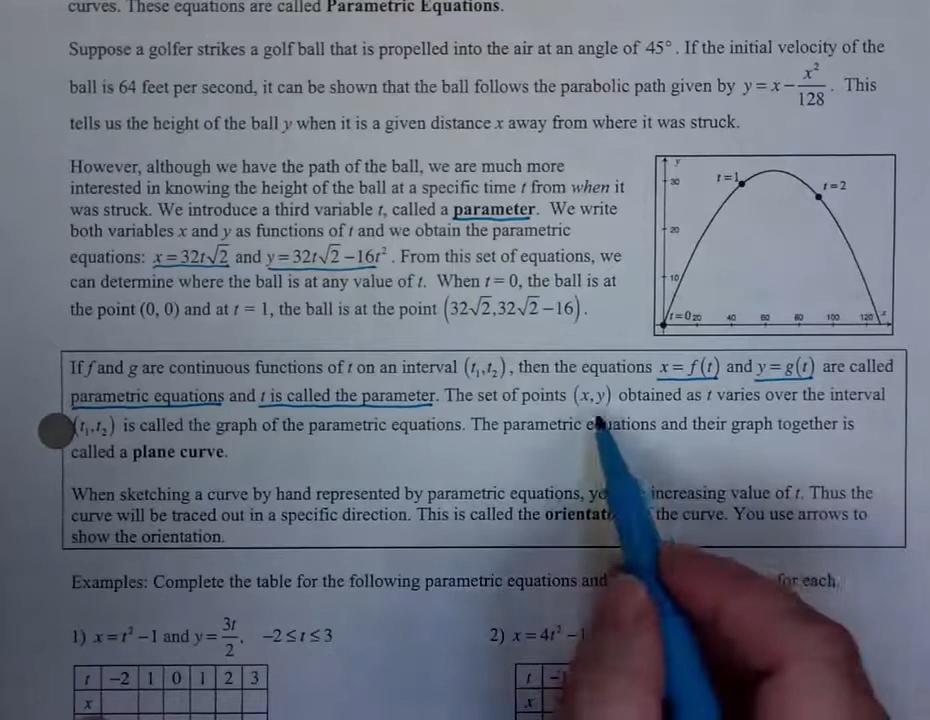 curves. These equations are called Parametric Equations.
Suppose a golfer strikes a golf ball that is propelled into the air at an angle of 45°. If the initial velocity of the
ball is 64 feet per second, it can be shown that the ball follows the parabolic path given by y = x − x²/128. This
tells us the height of the ball y when it is a given distance x away from where it was struck.
However, although we have the path of the ball, we are much more
interested in knowing the height of the ball at a specific time t from when it
was struck. We introduce a third variable t, called a parameter. We write
both variables x and y as functions of t and we obtain the parametric
equations: x = 32t√2 and y = 32t√2 − 16t². From this set of equations, we
can determine where the ball is at any value of t. When t = 0, the ball is at
the point (0, 0) and at t = 1, the ball is at the point (32√2, 32√2 − 16).
y
30
20
10
t = 1
t = 2
t = 0
20 40 60 80 100 120 x
If f and g are continuous functions of t on an interval (t₁, t₂), then the equations x = f(t) and y = g(t) are called
parametric equations and t is called the parameter. The set of points (x, y) obtained as t varies over the interval
(t₁, t₂) is called the graph of the parametric equations. The parametric equations and their graph together is
called a plane curve.
When sketching a curve by hand represented by parametric equations, increasing value of t. Thus the
curve will be traced out in a specific direction. This is called the orientat the curve. You use arrows to
show the orientation.
Examples: Complete the table for the following parametric equations and for each.
1) x = t² − 1 and y = 3t/2, −2 ≤ t ≤ 3
t −2 1 0 1 2 3
x
2) x = 4t² − 1
t
x